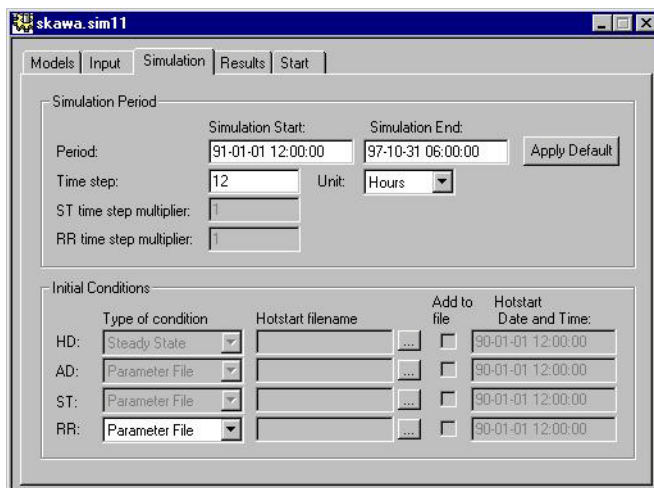 skawa.sim11
Models Input Simulation Results Start
Simulation Period
Simulation Start: Simulation End:
Period: 91-01-01 12:00:00 97-10-31 06:00:00 Apply Default
Time step: 12 Unit: Hours
ST time step multiplier: 1
RR time step multiplier: 1
Initial Conditions
Add to Hotstart
Type of condition Hotstart filename file Date and Time:
HD: Steady State ... 90-01-01 12:00:00
AD: Parameter File ... 90-01-01 12:00:00
ST: Parameter File ... 90-01-01 12:00:00
RR: Parameter File ... 90-01-01 12:00:00